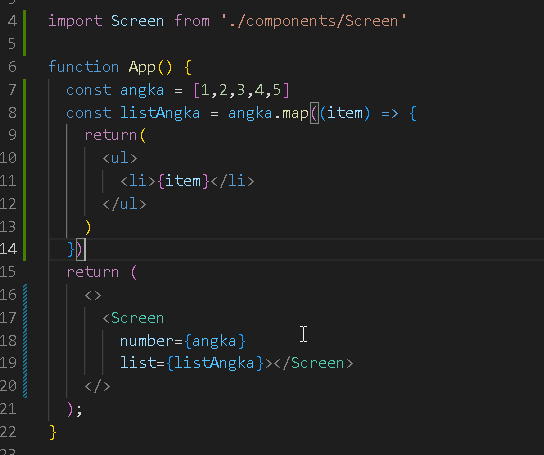 4 import Screen from './components/Screen'
5
6 function App() {
7 const angka = [1,2,3,4,5]
8 const listAngka = angka.map((item) => {
9 return(
10 <ul>
11 <li>{item}</li>
12 </ul>
13 )
14 })
15 return (
16 <>
17 <Screen
18 number={angka}
19 list={listAngka}></Screen>
20 </>
21 );
22 }
23